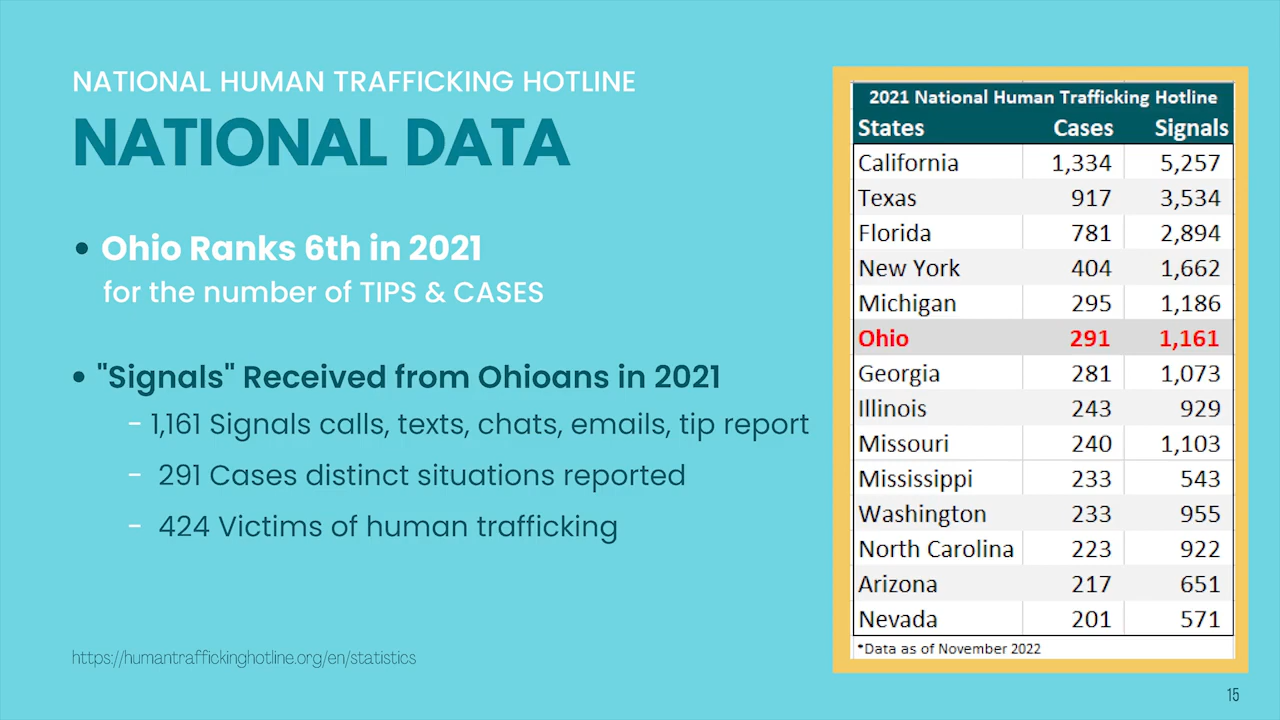 NATIONAL HUMAN TRAFFICKING HOTLINE
NATIONAL DATA
• Ohio Ranks 6th in 2021
for the number of TIPS & CASES
• "Signals" Received from Ohioans in 2021
- 1,161 Signals calls, texts, chats, emails, tip report
- 291 Cases distinct situations reported
- 424 Victims of human trafficking
https://humantraffickinghotline.org/en/statistics
2021 National Human Trafficking Hotline
States Cases Signals
California 1,334 5,257
Texas 917 3,534
Florida 781 2,894
New York 404 1,662
Michigan 295 1,186
Ohio 291 1,161
Georgia 281 1,073
Illinois 243 929
Missouri 240 1,103
Mississippi 233 543
Washington 233 955
North Carolina 223 922
Arizona 217 651
Nevada 201 571
*Data as of November 2022
15